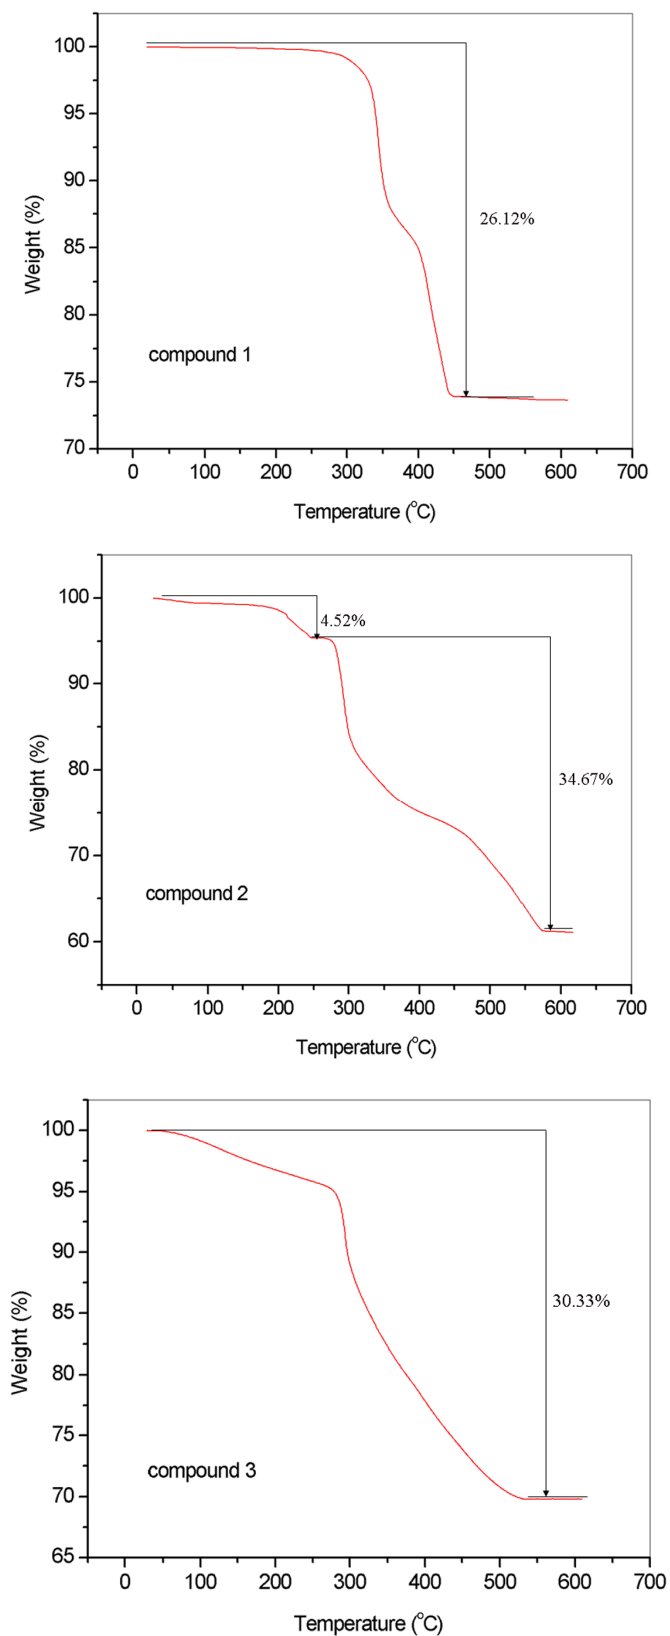 100
95
90
85
80
75
70
Weight (%)
26.12%
compound 1
0 100 200 300 400 500 600 700
Temperature (°C)
100
90
80
70
60
Weight (%)
4.52%
34.67%
compound 2
0 100 200 300 400 500 600 700
Temperature (°C)
100
95
90
85
80
75
70
65
Weight (%)
30.33%
compound 3
0 100 200 300 400 500 600 700
Temperature (°C)